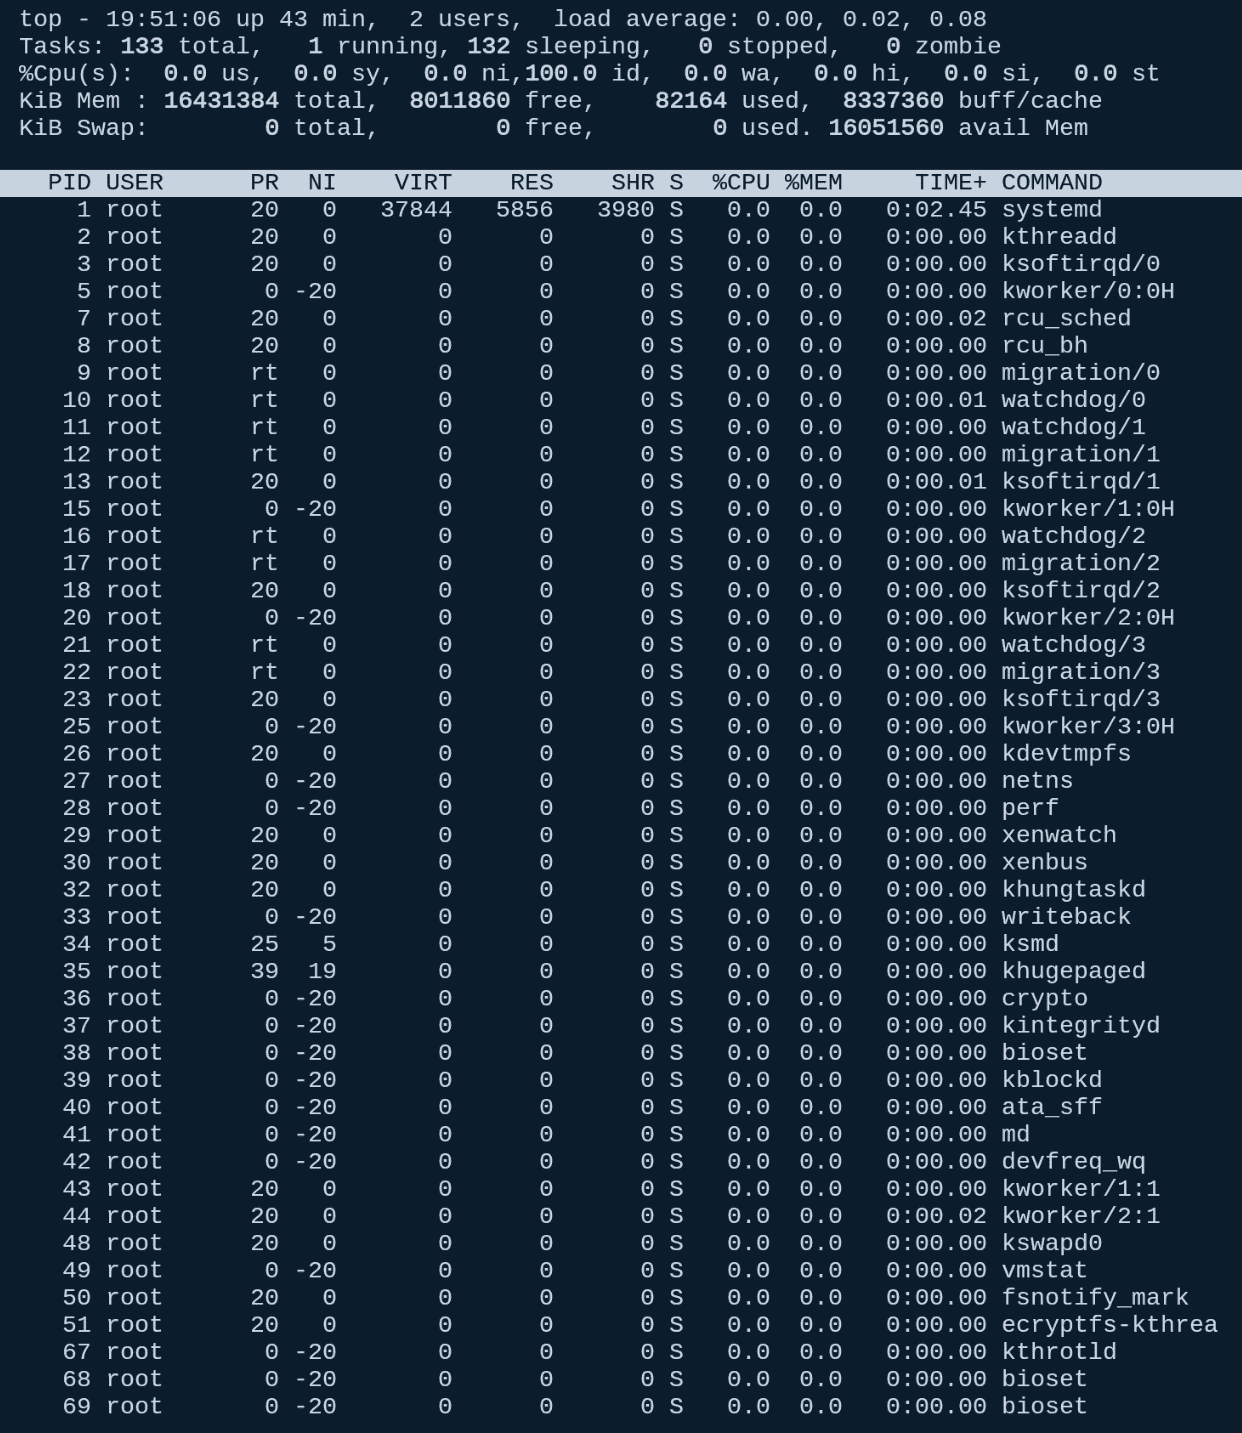 top - 19:51:06 up 43 min,  2 users,  load average: 0.00, 0.02, 0.08
Tasks: 133 total,   1 running, 132 sleeping,   0 stopped,   0 zombie
%Cpu(s):  0.0 us,  0.0 sy,  0.0 ni,100.0 id,  0.0 wa,  0.0 hi,  0.0 si,  0.0 st
KiB Mem : 16431384 total,  8011860 free,    82164 used,  8337360 buff/cache
KiB Swap:        0 total,        0 free,        0 used. 16051560 avail Mem
PID USER      PR  NI    VIRT    RES    SHR S  %CPU %MEM     TIME+ COMMAND
1 root      20   0   37844   5856   3980 S   0.0  0.0   0:02.45 systemd
2 root      20   0       0      0      0 S   0.0  0.0   0:00.00 kthreadd
3 root      20   0       0      0      0 S   0.0  0.0   0:00.00 ksoftirqd/0
5 root       0 -20       0      0      0 S   0.0  0.0   0:00.00 kworker/0:0H
7 root      20   0       0      0      0 S   0.0  0.0   0:00.02 rcu_sched
8 root      20   0       0      0      0 S   0.0  0.0   0:00.00 rcu_bh
9 root      rt   0       0      0      0 S   0.0  0.0   0:00.00 migration/0
10 root      rt   0       0      0      0 S   0.0  0.0   0:00.01 watchdog/0
11 root      rt   0       0      0      0 S   0.0  0.0   0:00.00 watchdog/1
12 root      rt   0       0      0      0 S   0.0  0.0   0:00.00 migration/1
13 root      20   0       0      0      0 S   0.0  0.0   0:00.01 ksoftirqd/1
15 root       0 -20       0      0      0 S   0.0  0.0   0:00.00 kworker/1:0H
16 root      rt   0       0      0      0 S   0.0  0.0   0:00.00 watchdog/2
17 root      rt   0       0      0      0 S   0.0  0.0   0:00.00 migration/2
18 root      20   0       0      0      0 S   0.0  0.0   0:00.00 ksoftirqd/2
20 root       0 -20       0      0      0 S   0.0  0.0   0:00.00 kworker/2:0H
21 root      rt   0       0      0      0 S   0.0  0.0   0:00.00 watchdog/3
22 root      rt   0       0      0      0 S   0.0  0.0   0:00.00 migration/3
23 root      20   0       0      0      0 S   0.0  0.0   0:00.00 ksoftirqd/3
25 root       0 -20       0      0      0 S   0.0  0.0   0:00.00 kworker/3:0H
26 root      20   0       0      0      0 S   0.0  0.0   0:00.00 kdevtmpfs
27 root       0 -20       0      0      0 S   0.0  0.0   0:00.00 netns
28 root       0 -20       0      0      0 S   0.0  0.0   0:00.00 perf
29 root      20   0       0      0      0 S   0.0  0.0   0:00.00 xenwatch
30 root      20   0       0      0      0 S   0.0  0.0   0:00.00 xenbus
32 root      20   0       0      0      0 S   0.0  0.0   0:00.00 khungtaskd
33 root       0 -20       0      0      0 S   0.0  0.0   0:00.00 writeback
34 root      25   5       0      0      0 S   0.0  0.0   0:00.00 ksmd
35 root      39  19       0      0      0 S   0.0  0.0   0:00.00 khugepaged
36 root       0 -20       0      0      0 S   0.0  0.0   0:00.00 crypto
37 root       0 -20       0      0      0 S   0.0  0.0   0:00.00 kintegrityd
38 root       0 -20       0      0      0 S   0.0  0.0   0:00.00 bioset
39 root       0 -20       0      0      0 S   0.0  0.0   0:00.00 kblockd
40 root       0 -20       0      0      0 S   0.0  0.0   0:00.00 ata_sff
41 root       0 -20       0      0      0 S   0.0  0.0   0:00.00 md
42 root       0 -20       0      0      0 S   0.0  0.0   0:00.00 devfreq_wq
43 root      20   0       0      0      0 S   0.0  0.0   0:00.00 kworker/1:1
44 root      20   0       0      0      0 S   0.0  0.0   0:00.02 kworker/2:1
48 root      20   0       0      0      0 S   0.0  0.0   0:00.00 kswapd0
49 root       0 -20       0      0      0 S   0.0  0.0   0:00.00 vmstat
50 root      20   0       0      0      0 S   0.0  0.0   0:00.00 fsnotify_mark
51 root      20   0       0      0      0 S   0.0  0.0   0:00.00 ecryptfs-kthrea
67 root       0 -20       0      0      0 S   0.0  0.0   0:00.00 kthrotld
68 root       0 -20       0      0      0 S   0.0  0.0   0:00.00 bioset
69 root       0 -20       0      0      0 S   0.0  0.0   0:00.00 bioset